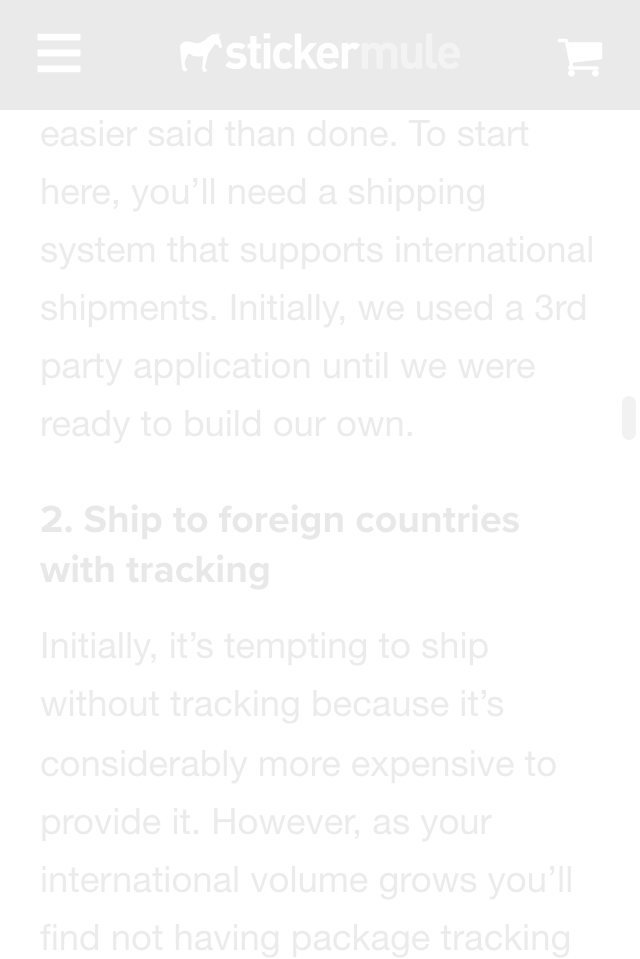 stickermule
easier said than done. To start
here, you’ll need a shipping
system that supports international
shipments. Initially, we used a 3rd
party application until we were
ready to build our own.
2. Ship to foreign countries
with tracking
Initially, it’s tempting to ship
without tracking because it’s
considerably more expensive to
provide it. However, as your
international volume grows you’ll
find not having package tracking